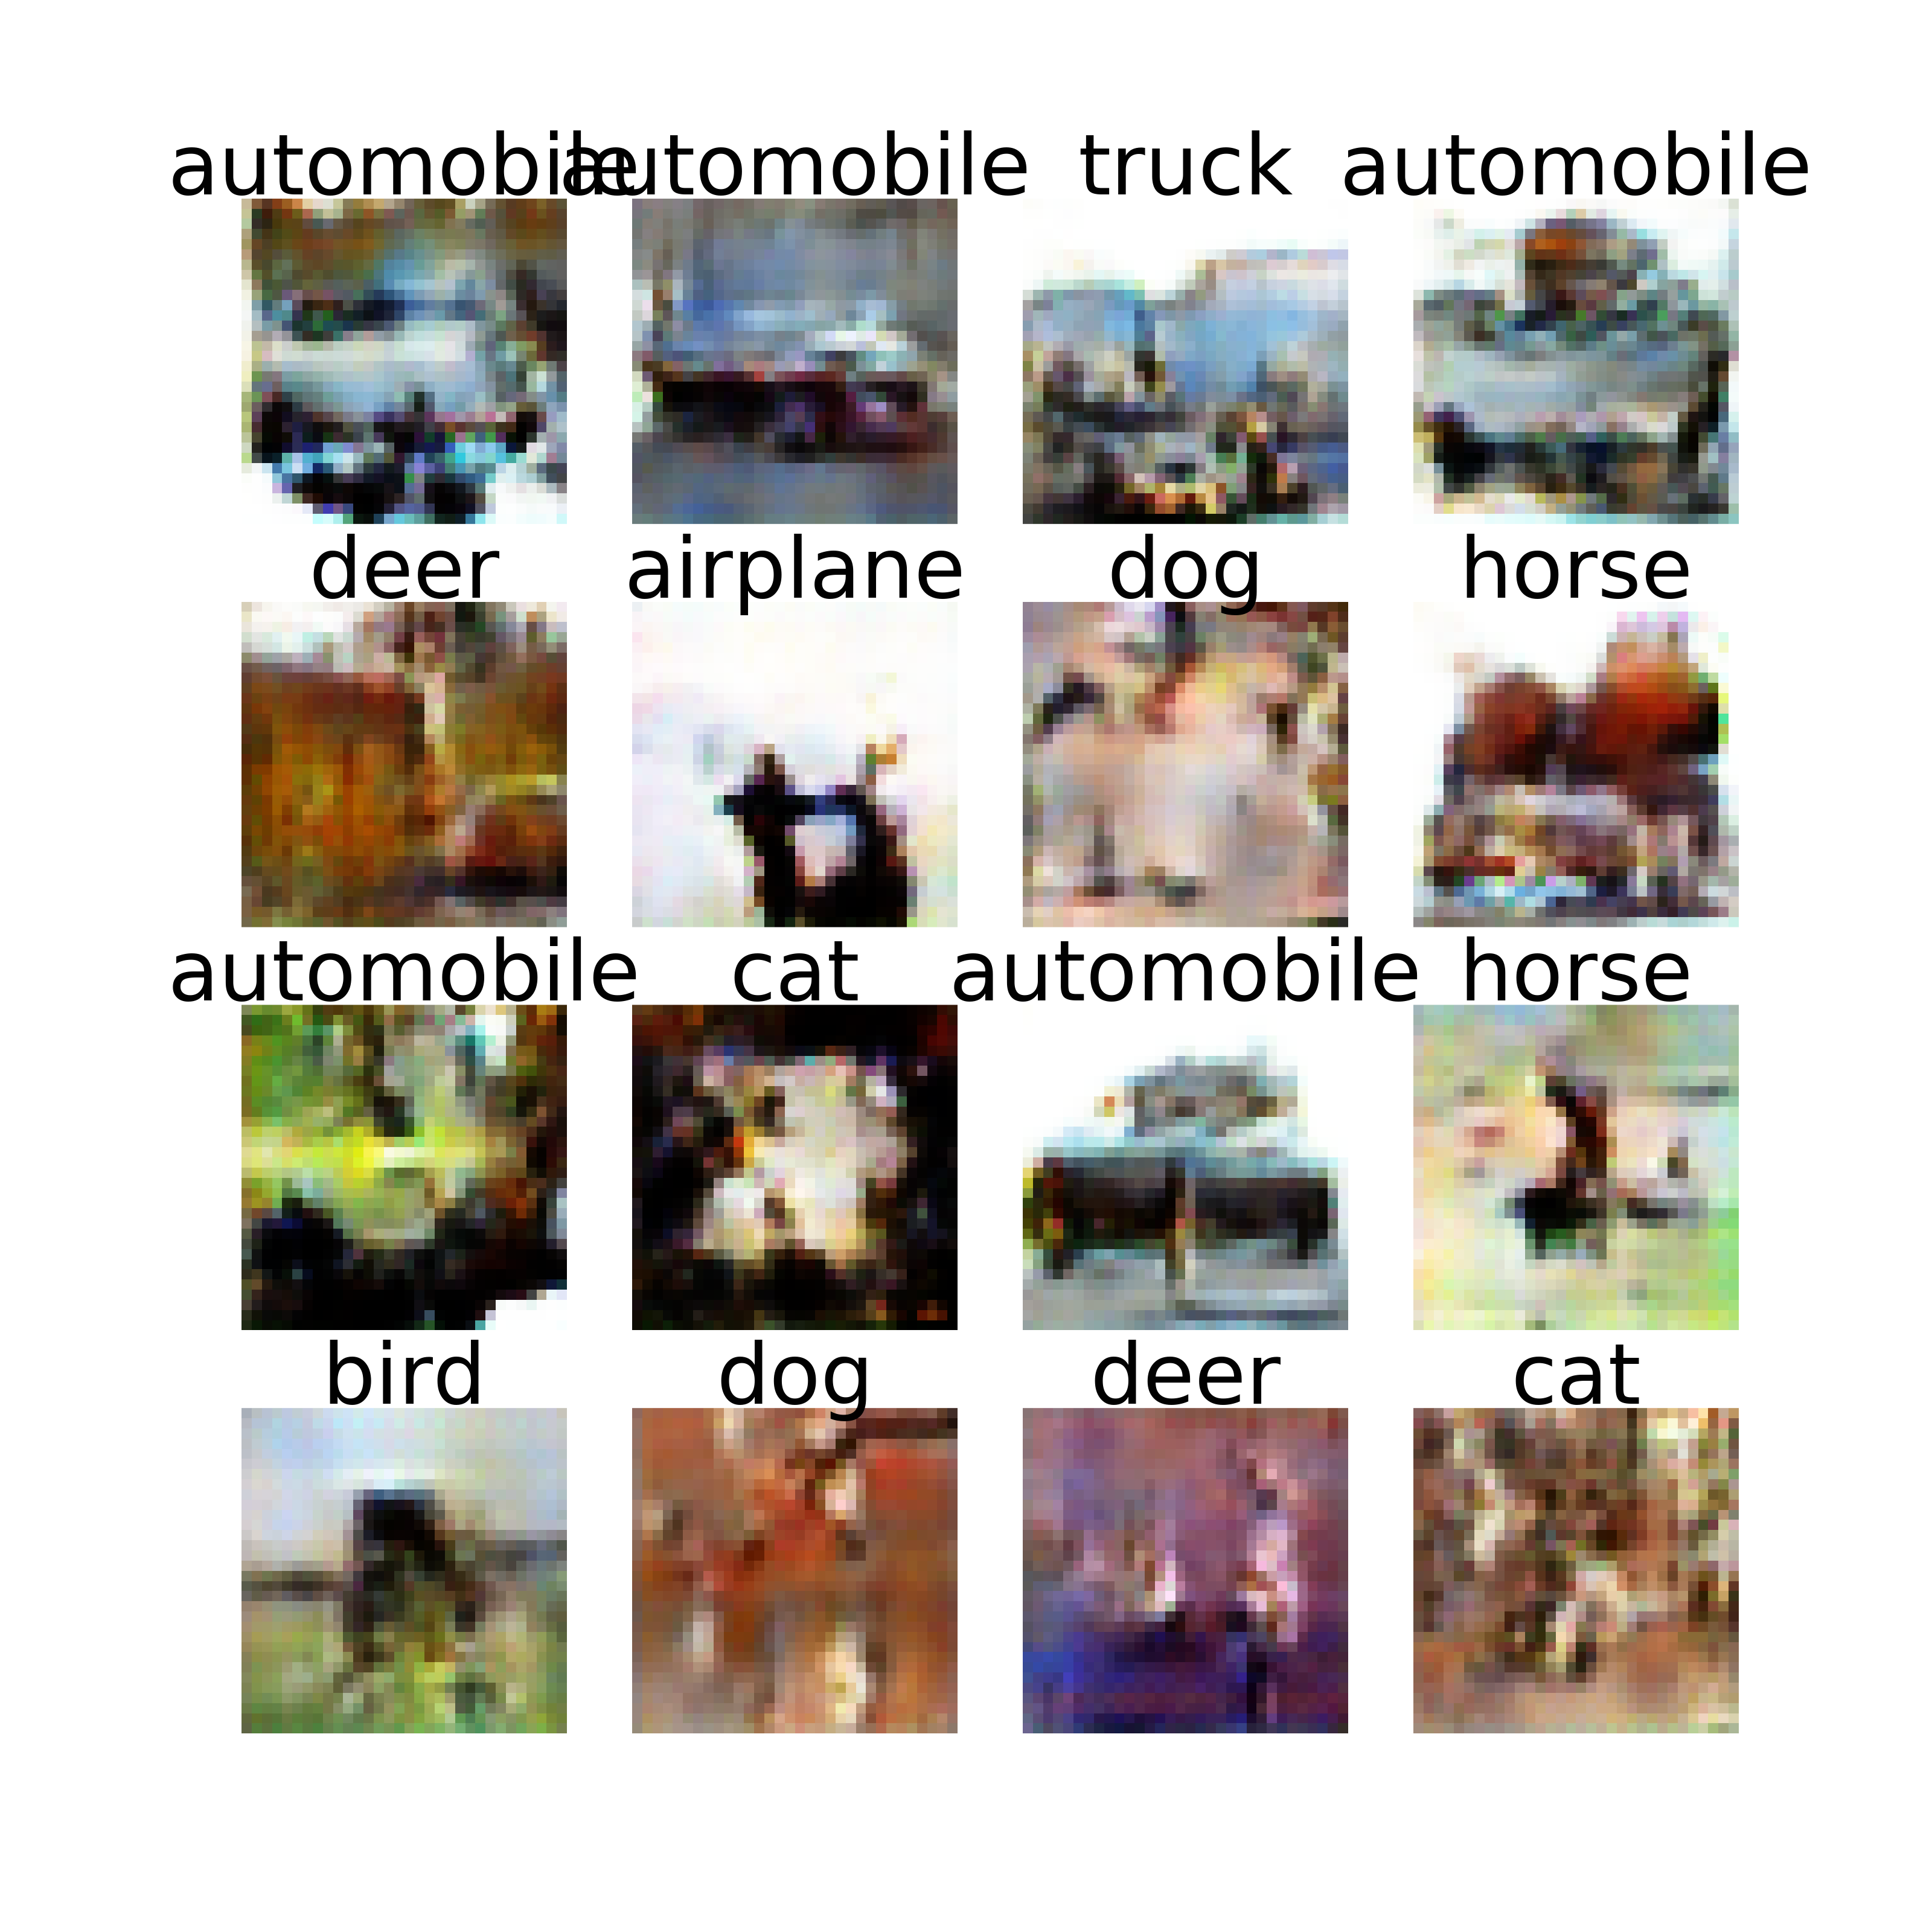 automobile automobile truck automobile
deer airplane dog horse
automobile cat automobile horse
bird dog deer cat